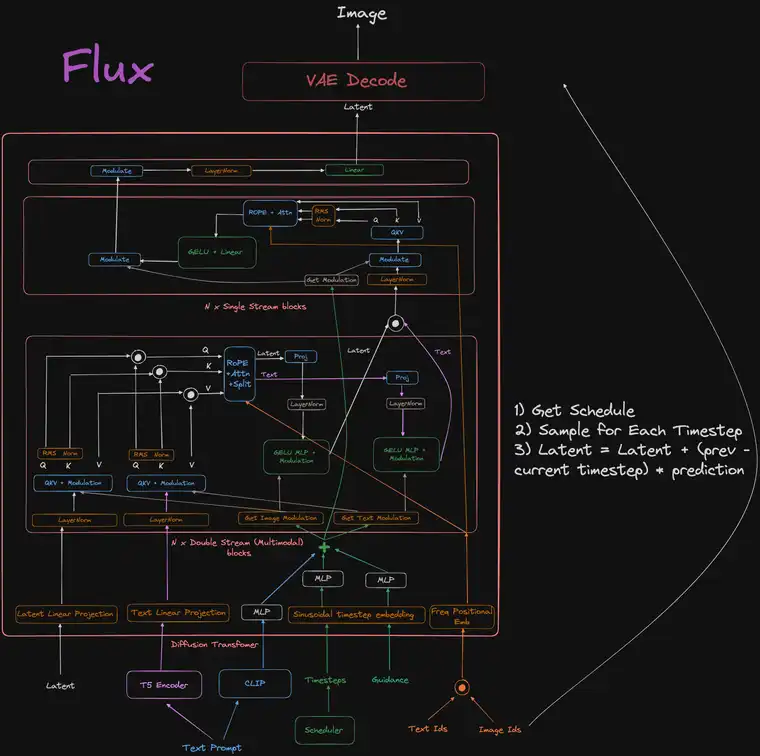 Image
Flux
VAE Decode
Latent
Modulate
LayerNorm
Linear
ROPE + Attn
RMS
Norm
Q K V
QKV
GELU + Linear
Modulate
Modulate
Get Modulation
LayerNorm
N x Single Stream blocks
Q
K
V
ROPE
+Attn
+Split
Latent
Text
Proj
Proj
LayerNorm
LayerNorm
Latent
Text
GELU MLP +
Modulation
GELU MLP +
Modulation
RMS Norm
RMS Norm
Q K V
Q K V
QKV + Modulation
QKV + Modulation
LayerNorm
LayerNorm
Get Image Modulation
Get Text Modulation
N x Double Stream (Multimodal)
blocks
+
MLP
MLP
Latent Linear Projection
Text Linear Projection
MLP
Sinusoidal timestep embedding
Freq Positional
Emb
Diffusion Transfomer
Latent
T5 Encoder
CLIP
Timesteps
Guidance
Scheduler
Text Ids
Image Ids
Text Prompt
1) Get Schedule
2) Sample for Each Timestep
3) Latent = Latent + (prev -
current timestep) * prediction